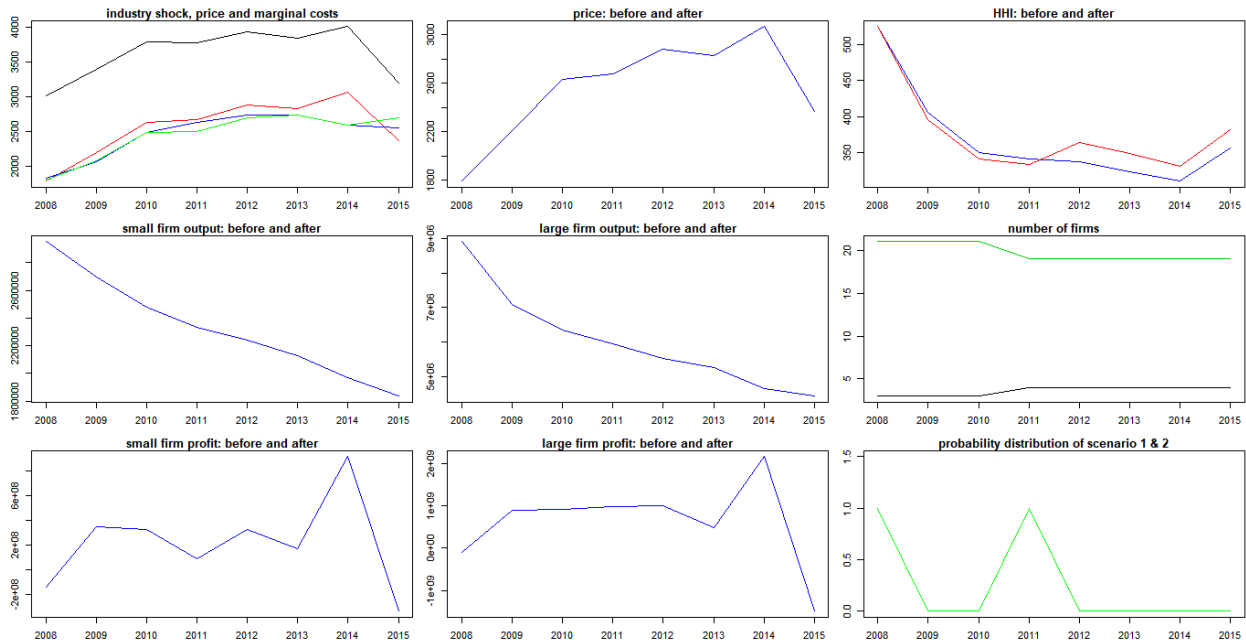 industry shock, price and marginal costs
4000
3500
3000
2500
2000
2008 2009 2010 2011 2012 2013 2014 2015
price: before and after
3000
2600
2200
1800
2008 2009 2010 2011 2012 2013 2014 2015
HHI: before and after
500
450
400
350
2008 2009 2010 2011 2012 2013 2014 2015
small firm output: before and after
2600000
2200000
1800000
2008 2009 2010 2011 2012 2013 2014 2015
large firm output: before and after
9e+06
7e+06
5e+06
2008 2009 2010 2011 2012 2013 2014 2015
number of firms
20
15
10
5
2008 2009 2010 2011 2012 2013 2014 2015
small firm profit: before and after
6e+08
2e+08
-2e+08
2008 2009 2010 2011 2012 2013 2014 2015
large firm profit: before and after
2e+09
1e+09
0e+00
-1e+09
2008 2009 2010 2011 2012 2013 2014 2015
probability distribution of scenario 1 & 2
1.5
1.0
0.5
0.0
2008 2009 2010 2011 2012 2013 2014 2015